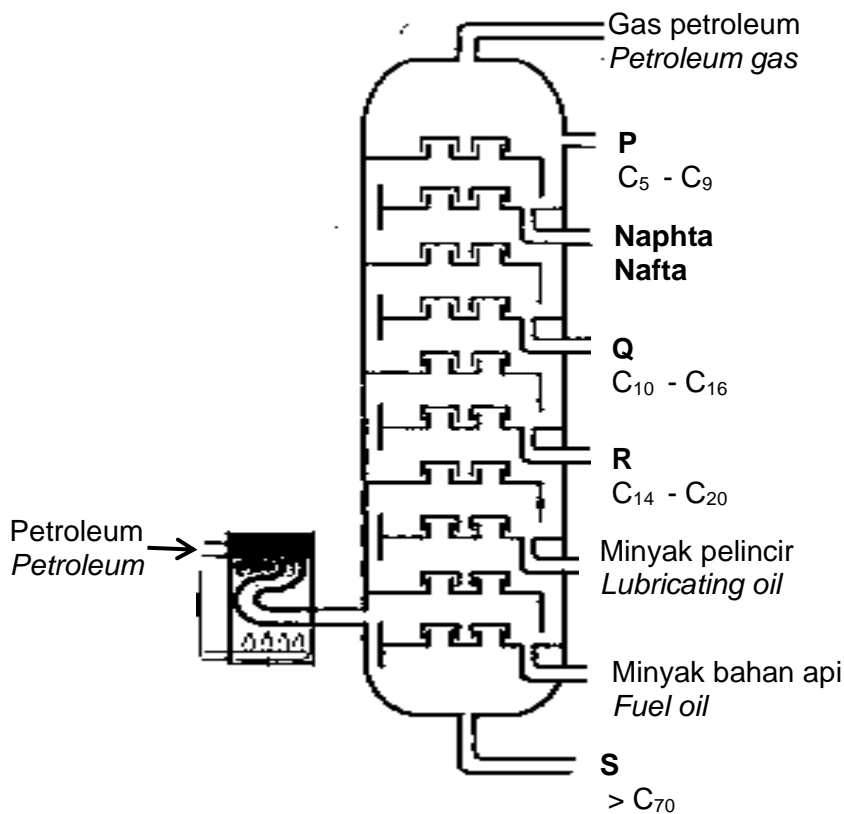 Gas petroleum
Petroleum gas
P
C₅ - C₉
Naphta
Nafta
Q
C₁₀ - C₁₆
R
C₁₄ - C₂₀
Petroleum
Petroleum
Minyak pelincir
Lubricating oil
Minyak bahan api
Fuel oil
S
> C₇₀